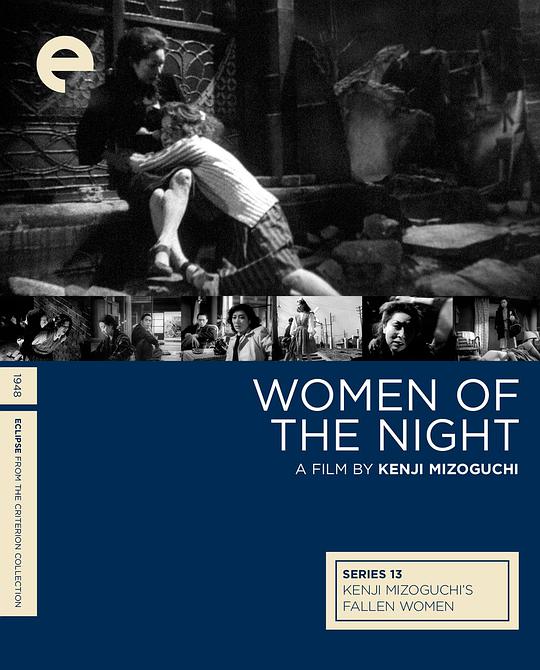 e
1948
ECLIPSE FROM THE CRITERION COLLECTION
WOMEN OF
THE NIGHT
A FILM BY KENJI MIZOGUCHI
SERIES 13
KENJI MIZOGUCHI'S
FALLEN WOMEN